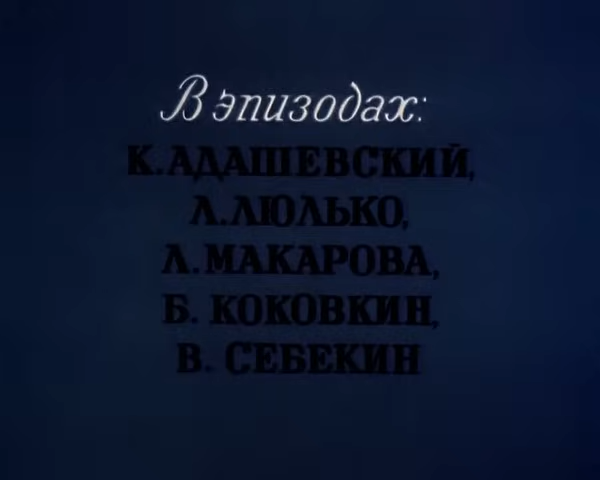 В эпизодах:
К. АДАШЕВСКИЙ,
Л. ЛЮЛЬКО,
Л. МАКАРОВА,
Б. КОКОВКИН,
В. СЕБЕКИН